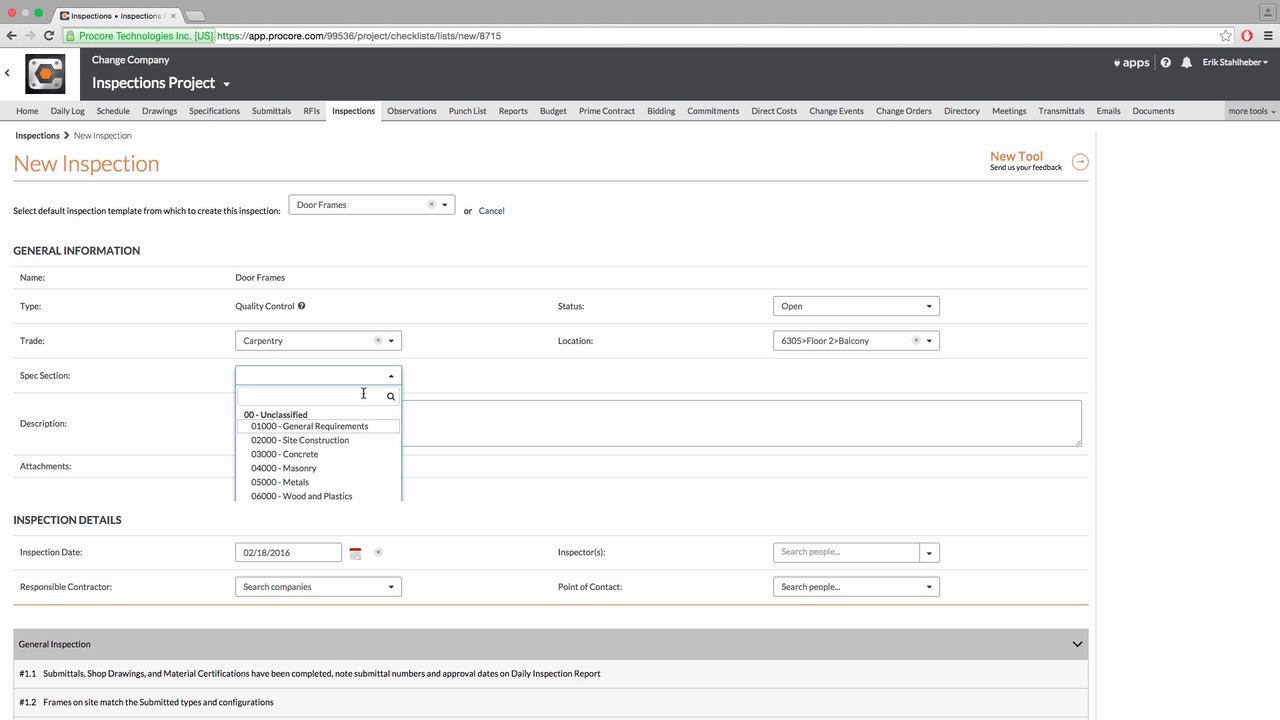 Inspections • Inspections
Procore Technologies Inc. [US] https://app.procore.com/99536/project/checklists/lists/new/8715
Change Company
Inspections Project
apps
Erik Stahlheber
Home Daily Log Schedule Drawings Specifications Submittals RFIs Inspections Observations Punch List Reports Budget Prime Contract Bidding Commitments Direct Costs Change Events Change Orders Directory Meetings Transmittals Emails Documents more tools
Inspections New Inspection
New Inspection
New Tool
Send us your feedback
Select default inspection template from which to create this inspection: Door Frames or Cancel
GENERAL INFORMATION
Name: Door Frames
Type: Quality Control Status: Open
Trade: Carpentry Location: 6305>Floor 2>Balcony
Spec Section:
00 - Unclassified
01000 - General Requirements
Description:
02000 - Site Construction
03000 - Concrete
Attachments:
04000 - Masonry
05000 - Metals
06000 - Wood and Plastics
INSPECTION DETAILS
Inspection Date: 02/18/2016 Inspector(s): Search people...
Responsible Contractor: Search companies Point of Contact: Search people...
General Inspection
#1.1 Submittals, Shop Drawings, and Material Certifications have been completed, note submittal numbers and approval dates on Daily Inspection Report
#1.2 Frames on site match the Submitted types and configurations